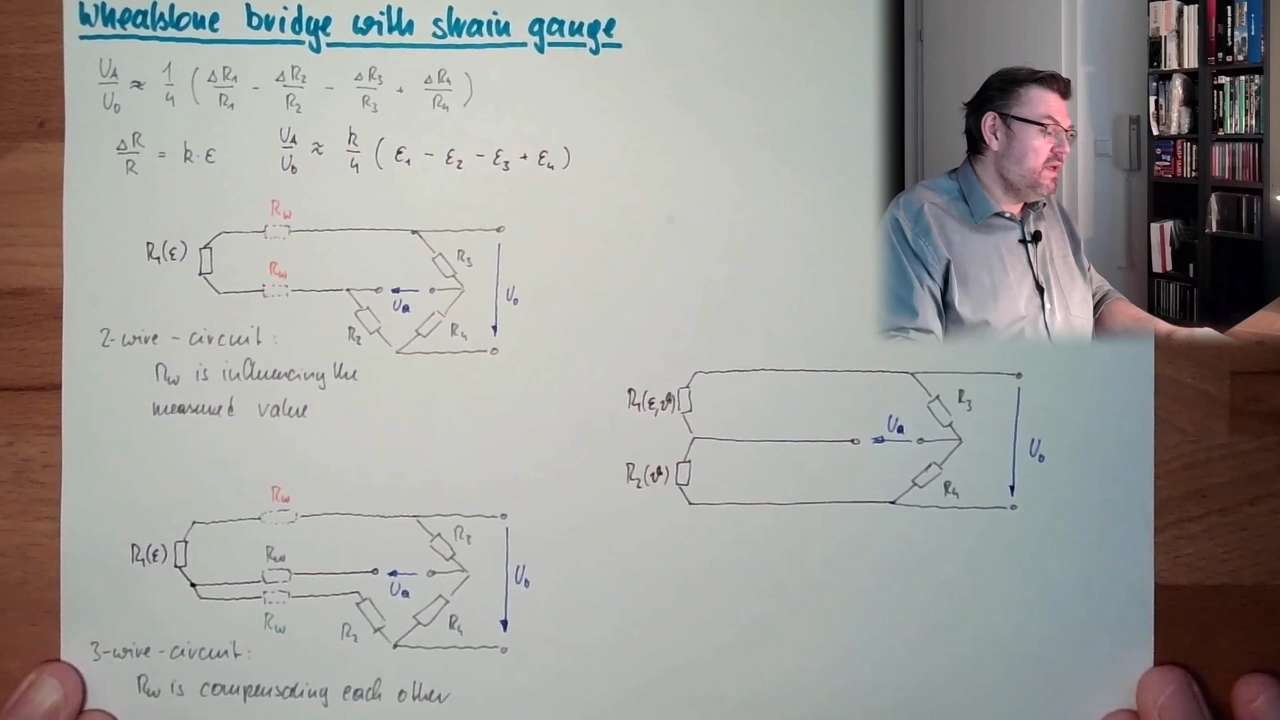 Wheatstone bridge with strain gauge
U_A/U_0 ≈ 1/4 ( ΔR_1/R_1 - ΔR_2/R_2 - ΔR_3/R_3 + ΔR_4/R_4 )
ΔR/R = k·ε U_A/U_0 ≈ k/4 ( ε_1 - ε_2 - ε_3 + ε_4 )
R_w
R_1(ε)
R_3
R_w
U_a
U_0
R_2
R_4
2-wire-circuit:
R_w is influencing the
measured value
R_1(ε,ϑ)
R_3
U_a
U_0
R_2(ϑ)
R_4
R_w
R_1(ε)
R_3
R_w
U_a
U_0
R_w
R_2
R_4
3-wire-circuit:
R_w is compensating each other